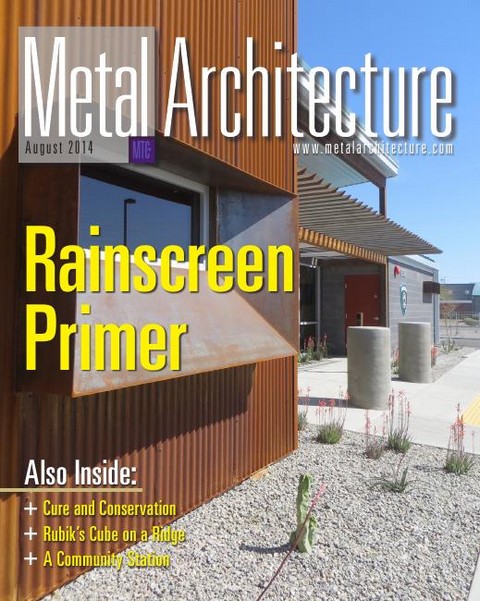 Metal Architecture
August 2014
MTG
www.metalarchitecture.com
Rainscreen
Primer
Also Inside:
+ Cure and Conservation
+ Rubik's Cube on a Ridge
+ A Community Station